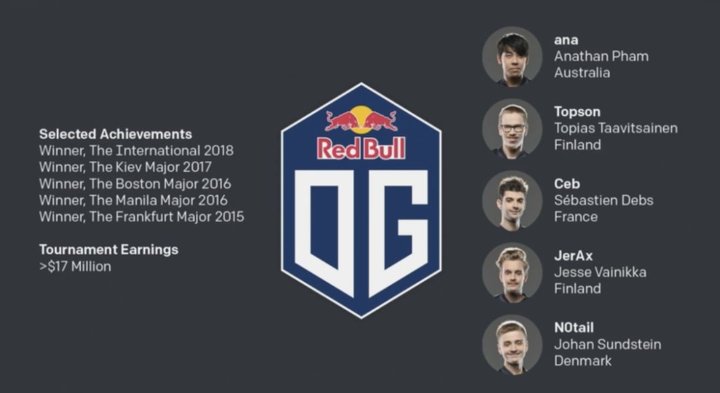 Selected Achievements
Winner, The International 2018
Winner, The Kiev Major 2017
Winner, The Boston Major 2016
Winner, The Manila Major 2016
Winner, The Frankfurt Major 2015
Tournament Earnings
>$17 Million
Red Bull
OG
ana
Anathan Pham
Australia
Topson
Topias Taavitsainen
Finland
Ceb
Sébastien Debs
France
JerAx
Jesse Vainikka
Finland
N0tail
Johan Sundstein
Denmark